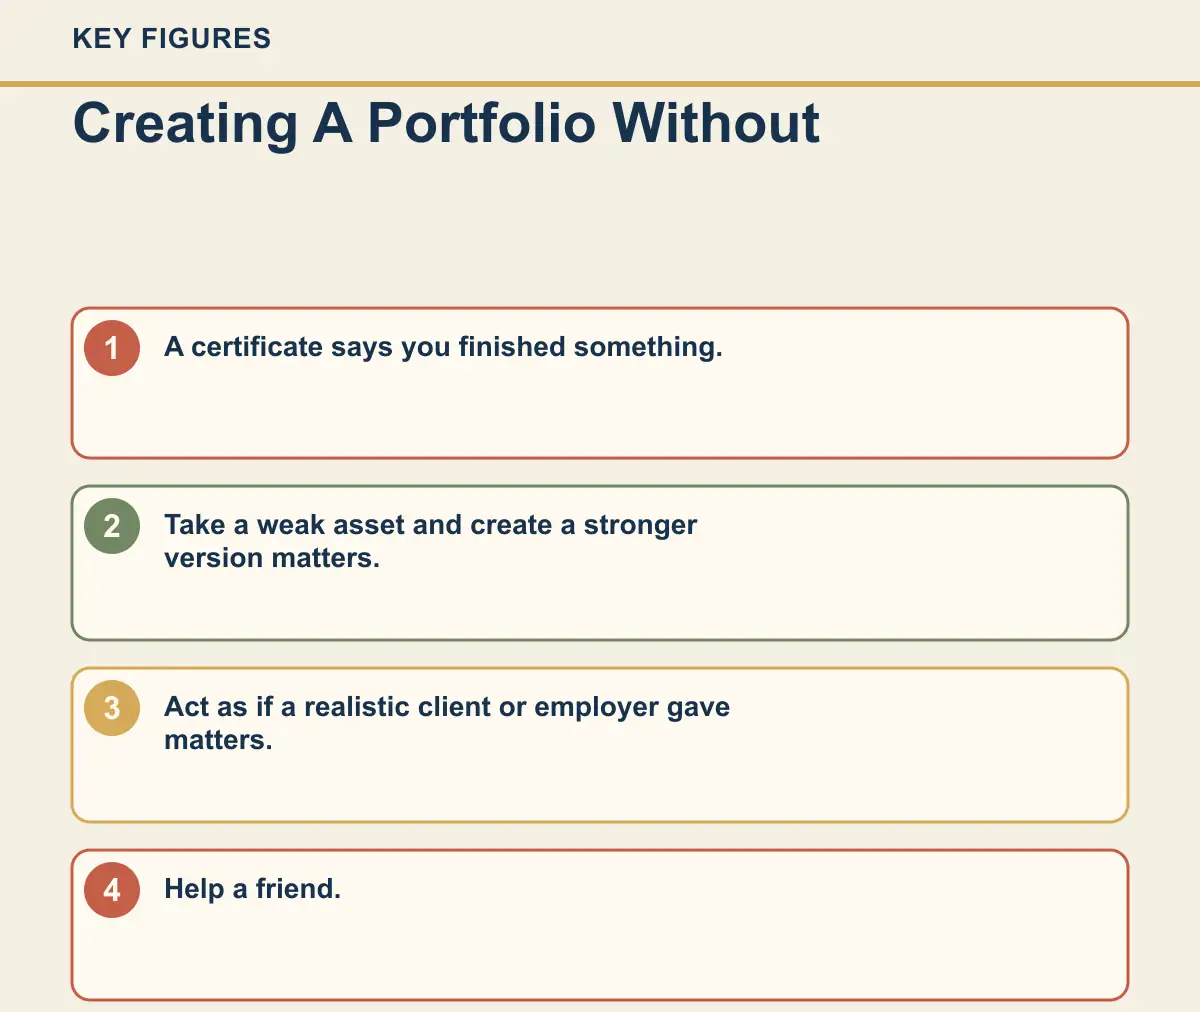 KEY FIGURES
Creating A Portfolio Without
1
A certificate says you finished something.
2
Take a weak asset and create a stronger
version matters.
3
Act as if a realistic client or employer gave
matters.
4
Help a friend.